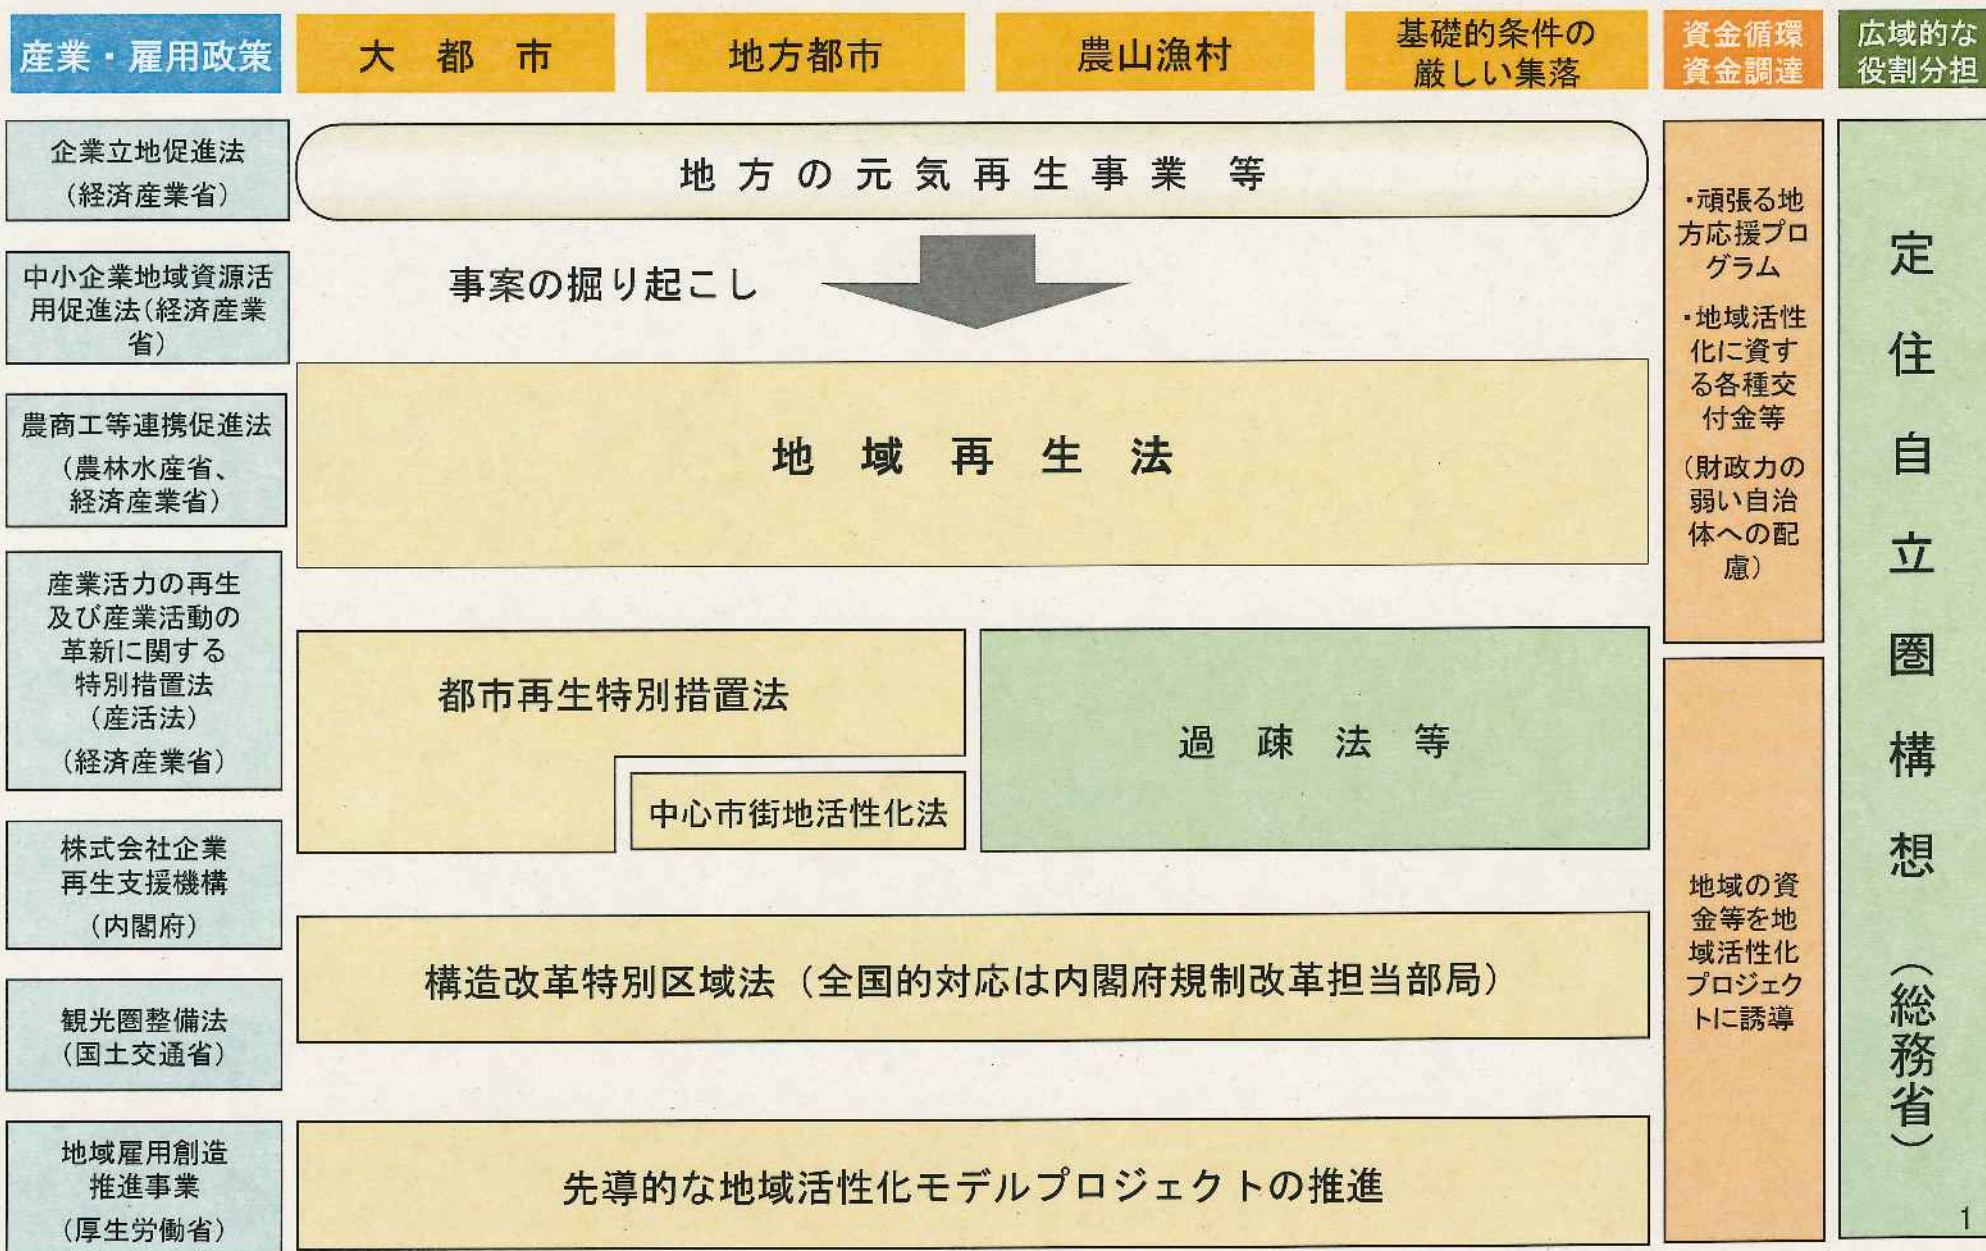 産業・雇用政策
大都市
地方都市
農山漁村
基礎的条件の
厳しい集落
資金循環
資金調達
広域的な
役割分担
企業立地促進法
（経済産業省）
中小企業地域資源活
用促進法（経済産業
省）
農商工等連携促進法
（農林水産省、
経済産業省）
産業活力の再生
及び産業活動の
革新に関する
特別措置法
（産活法）
（経済産業省）
株式会社企業
再生支援機構
（内閣府）
観光圏整備法
（国土交通省）
地域雇用創造
推進事業
（厚生労働省）
地方の元気再生事業 等
事案の掘り起こし
地域再生法
都市再生特別措置法
中心市街地活性化法
過疎法等
構造改革特別区域法（全国的対応は内閣府規制改革担当部局）
先導的な地域活性化モデルプロジェクトの推進
・頑張る地
方応援プロ
グラム
・地域活性
化に資す
る各種交
付金等
（財政力の
弱い自治
体への配
慮）
地域の資
金等を地
域活性化
プロジェク
トに誘導
定住自立圏構想（総務省）
1